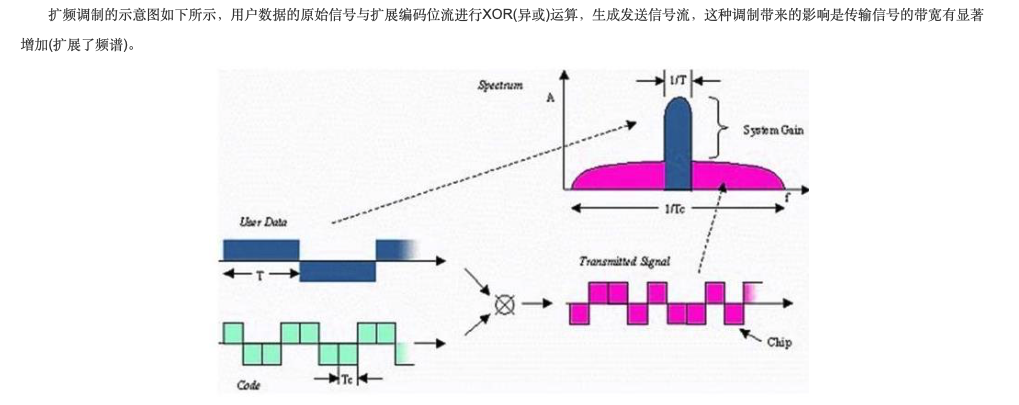 扩频调制的示意图如下所示，用户数据的原始信号与扩展编码位流进行XOR(异或)运算，生成发送信号流，这种调制带来的影响是传输信号的带宽有显著
增加(扩展了频谱)。
Spectrum
1/T
A
System Gain
f
1/Tc
User Data
T
Transmitted Signal
Chip
Tc
Code